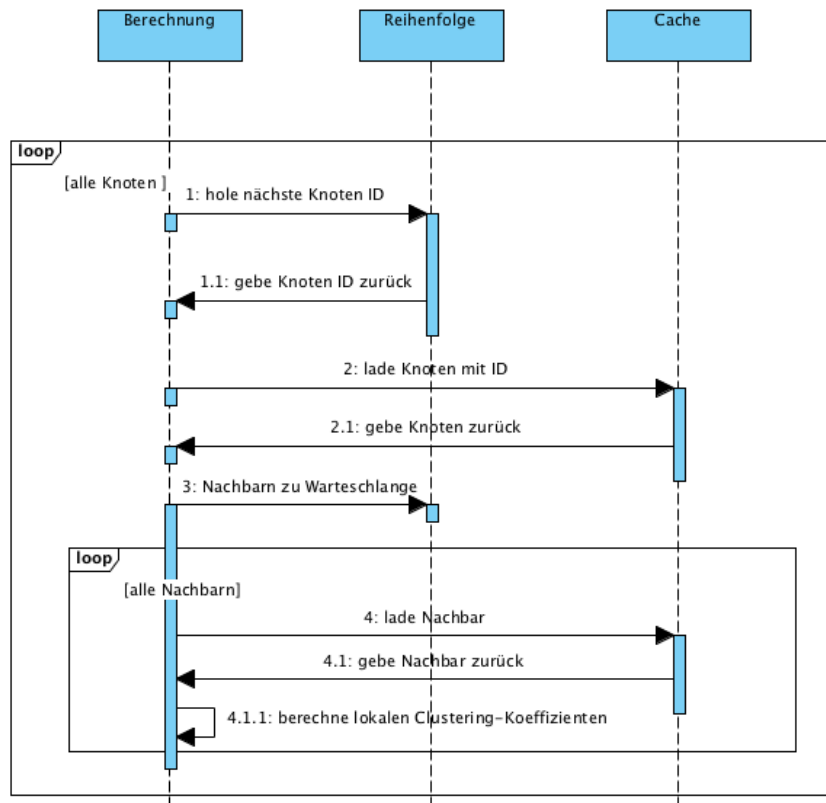 Berechnung
Reihenfolge
Cache
loop
[alle Knoten ]
1: hole nächste Knoten ID
1.1: gebe Knoten ID zurück
2: lade Knoten mit ID
2.1: gebe Knoten zurück
3: Nachbarn zu Warteschlange
loop
[alle Nachbarn]
4: lade Nachbar
4.1: gebe Nachbar zurück
4.1.1: berechne lokalen Clustering-Koeffizienten